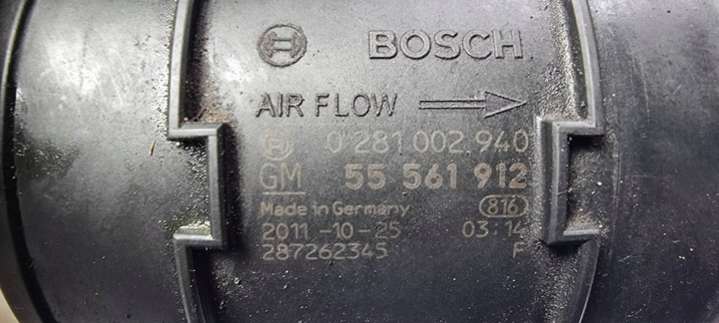 BOSCH
AIR FLOW
0 281 002 940
GM 55 561 912
Made in Germany 816
2011-10-25 03:14
287262345 F